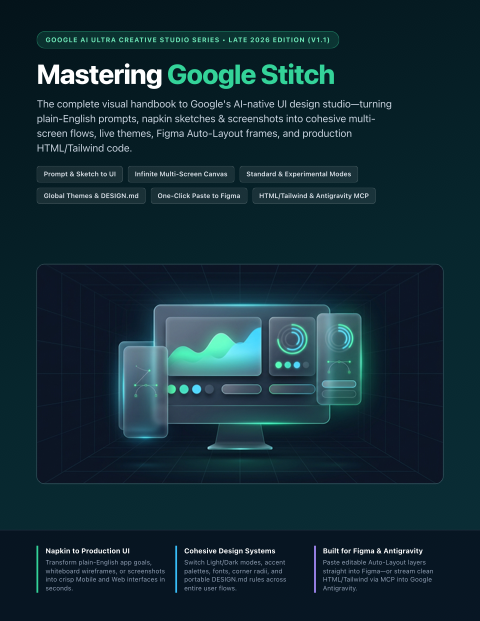 GOOGLE AI ULTRA CREATIVE STUDIO SERIES • LATE 2026 EDITION (V1.1)
Mastering Google Stitch
The complete visual handbook to Google's AI-native UI design studio—turning
plain-English prompts, napkin sketches & screenshots into cohesive multi-
screen flows, live themes, Figma Auto-Layout frames, and production
HTML/Tailwind code.
Prompt & Sketch to UI
Infinite Multi-Screen Canvas
Standard & Experimental Modes
Global Themes & DESIGN.md
One-Click Paste to Figma
HTML/Tailwind & Antigravity MCP
Napkin to Production UI
Transform plain-English app goals,
whiteboard wireframes, or screenshots
into crisp Mobile and Web interfaces in
seconds.
Cohesive Design Systems
Switch Light/Dark modes, accent
palettes, fonts, corner radii, and
portable DESIGN.md rules across
entire user flows.
Built for Figma & Antigravity
Paste editable Auto-Layout layers
straight into Figma—or stream clean
HTML/Tailwind via MCP into Google
Antigravity.